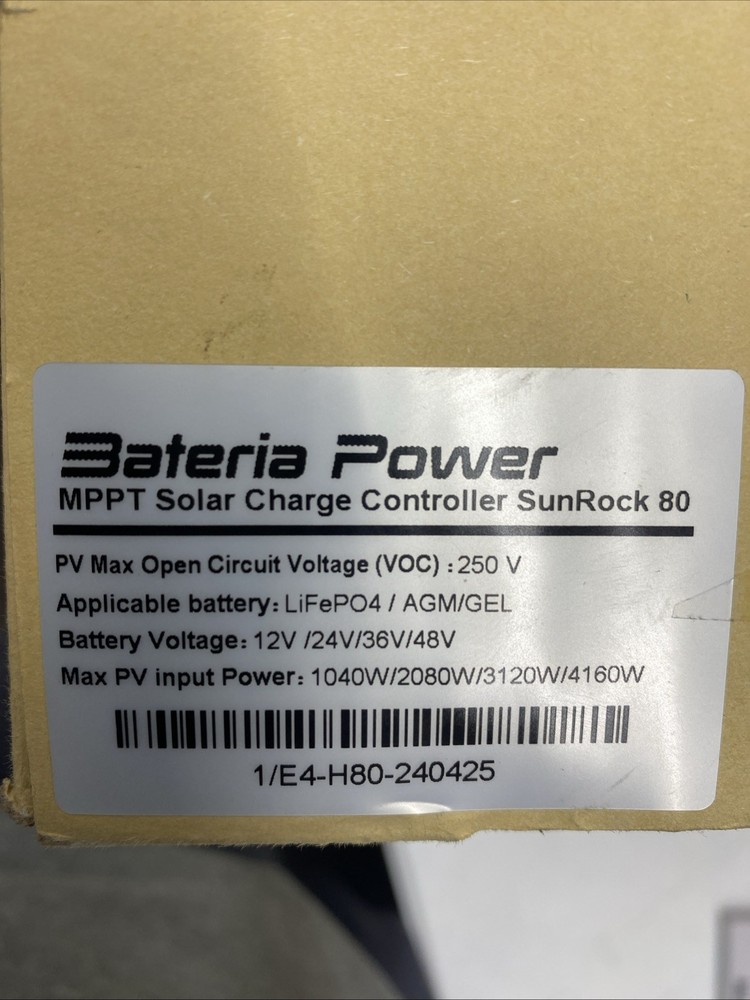 Bateria Power
MPPT Solar Charge Controller SunRock 80
PV Max Open Circuit Voltage (VOC) : 250 V
Applicable battery: LiFePO4 / AGM/GEL
Battery Voltage: 12V /24V/36V/48V
Max PV input Power: 1040W/2080W/3120W/4160W
1/E4-H80-240425